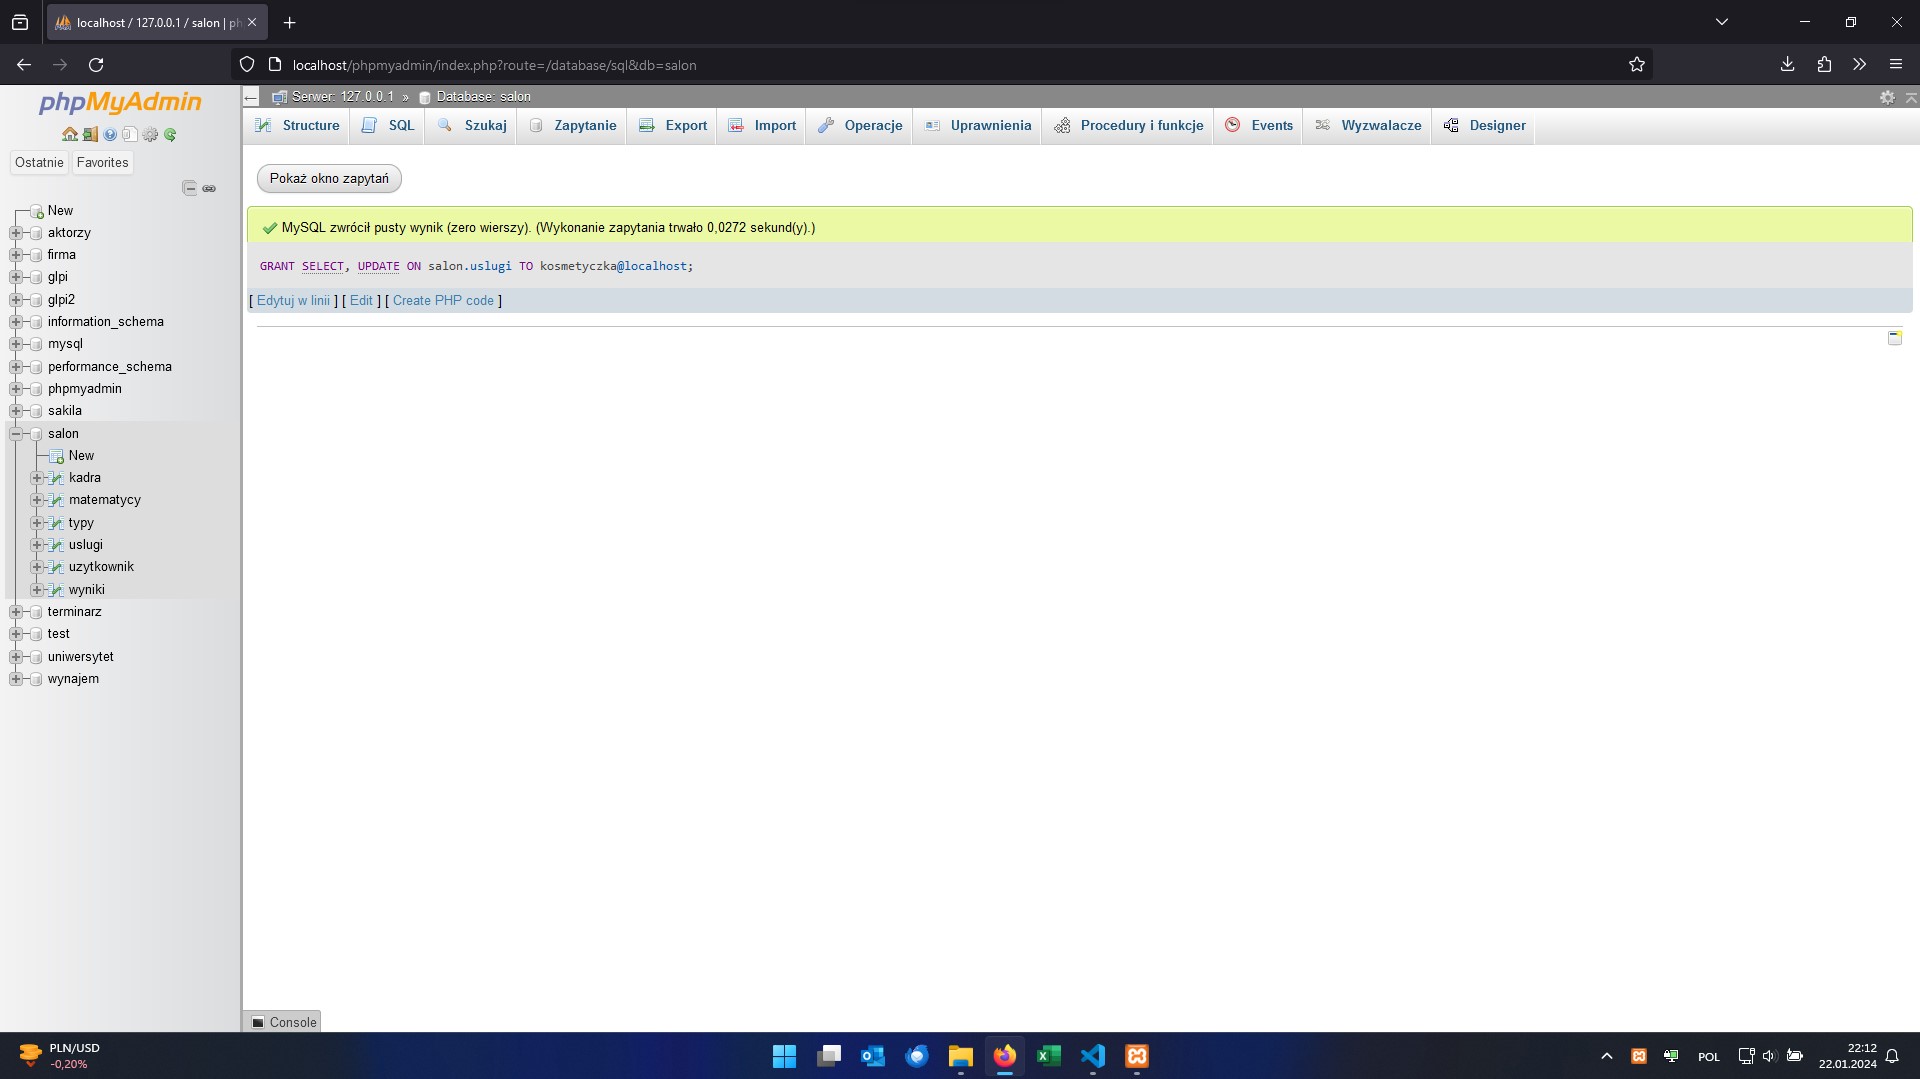 localhost / 127.0.0.1 / salon | ph
localhost/phpmyadmin/index.php?route=/database/sql&db=salon
phpMyAdmin
Ostatnie
Favorites
New
aktorzy
firma
glpi
glpi2
information_schema
mysql
performance_schema
phpmyadmin
sakila
salon
New
kadra
matematycy
typy
uslugi
uzytkownik
wyniki
terminarz
test
uniwersytet
wynajem
Serwer: 127.0.0.1 » Database: salon
Structure SQL Szukaj Zapytanie Export Import Operacje Uprawnienia Procedury i funkcje Events Wyzwalacze Designer
Pokaż okno zapytań
MySQL zwrócił pusty wynik (zero wierszy). (Wykonanie zapytania trwało 0,0272 sekund(y).)
GRANT SELECT, UPDATE ON salon.uslugi TO kosmetyczka@localhost;
[ Edytuj w linii ] [ Edit ] [ Create PHP code ]
Console
PLN/USD
-0,20%
POL
22:12
22.01.2024